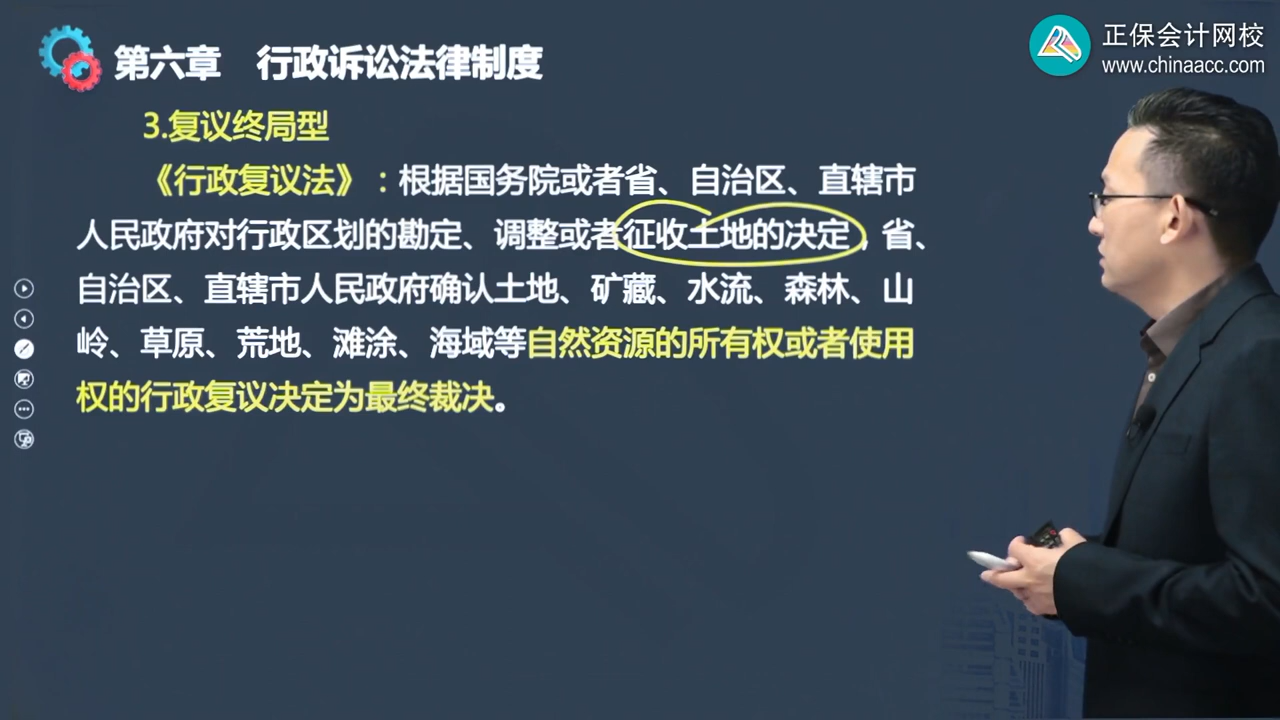 正保会计网校
www.chinaacc.com
第六章 行政诉讼法律制度
3.复议终局型
《行政复议法》：根据国务院或者省、自治区、直辖市
人民政府对行政区划的勘定、调整或者征收土地的决定，省、
自治区、直辖市人民政府确认土地、矿藏、水流、森林、山
岭、草原、荒地、滩涂、海域等自然资源的所有权或者使用
权的行政复议决定为最终裁决。